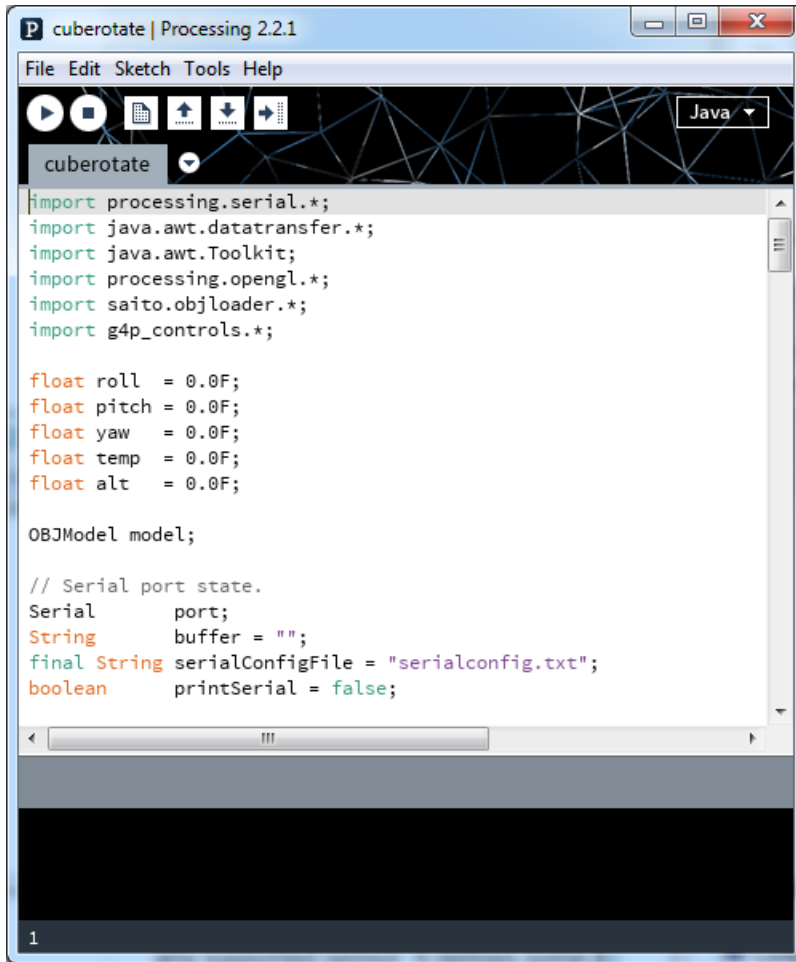 cuberotate | Processing 2.2.1
File Edit Sketch Tools Help
Java
cuberotate
import processing.serial.*;
import java.awt.datatransfer.*;
import java.awt.Toolkit;
import processing.opengl.*;
import saito.objloader.*;
import g4p_controls.*;
float roll  = 0.0F;
float pitch = 0.0F;
float yaw   = 0.0F;
float temp  = 0.0F;
float alt   = 0.0F;
OBJModel model;
// Serial port state.
Serial       port;
String       buffer = "";
final String serialConfigFile = "serialconfig.txt";
boolean      printSerial = false;
1